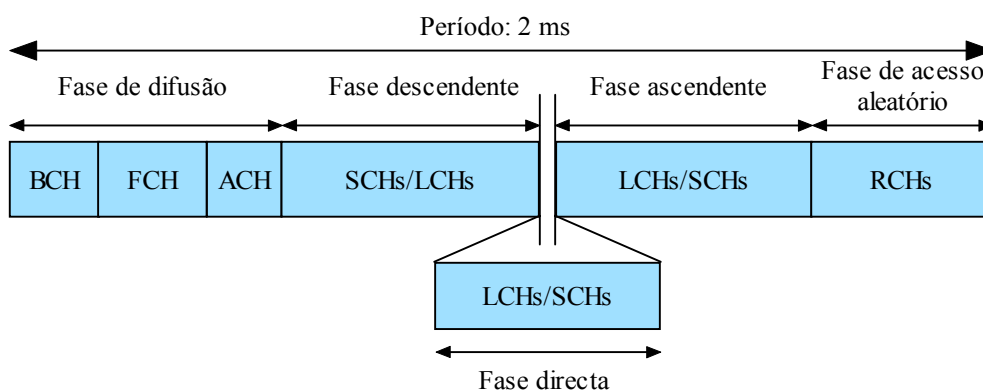 Período: 2 ms
Fase de difusão
Fase descendente
Fase ascendente
Fase de acesso
aleatório
BCH
FCH
ACH
SCHs/LCHs
LCHs/SCHs
RCHs
LCHs/SCHs
Fase directa